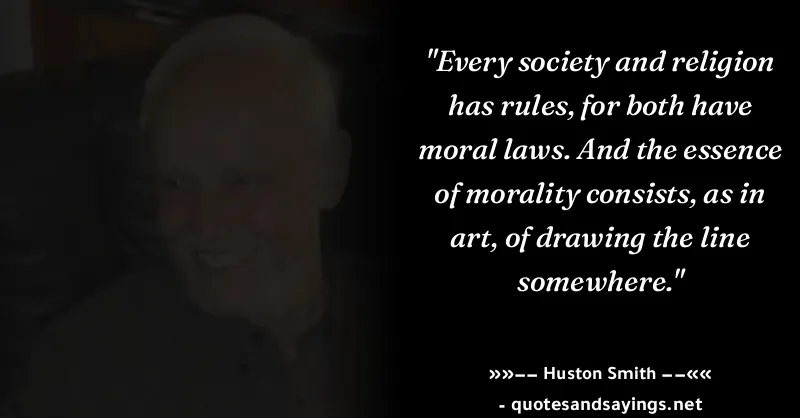 "Every society and religion
has rules, for both have
moral laws. And the essence
of morality consists, as in
art, of drawing the line
somewhere."
»»−− Huston Smith −−««
- quotesandsayings.net